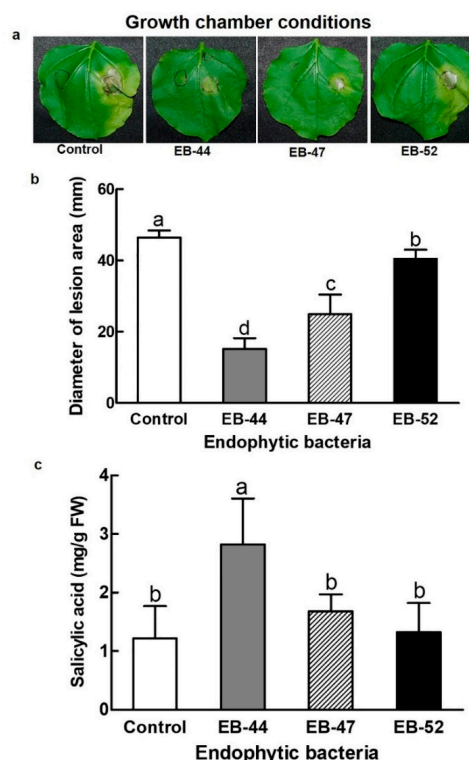 Growth chamber conditions
a
Control EB-44 EB-47 EB-52
b
Diameter of lesion area (mm)
60
40
20
0
a
d
c
b
Control EB-44 EB-47 EB-52
Endophytic bacteria
c
Salicylic acid (mg/g FW)
4
3
2
1
0
b
a
b
b
Control EB-44 EB-47 EB-52
Endophytic bacteria